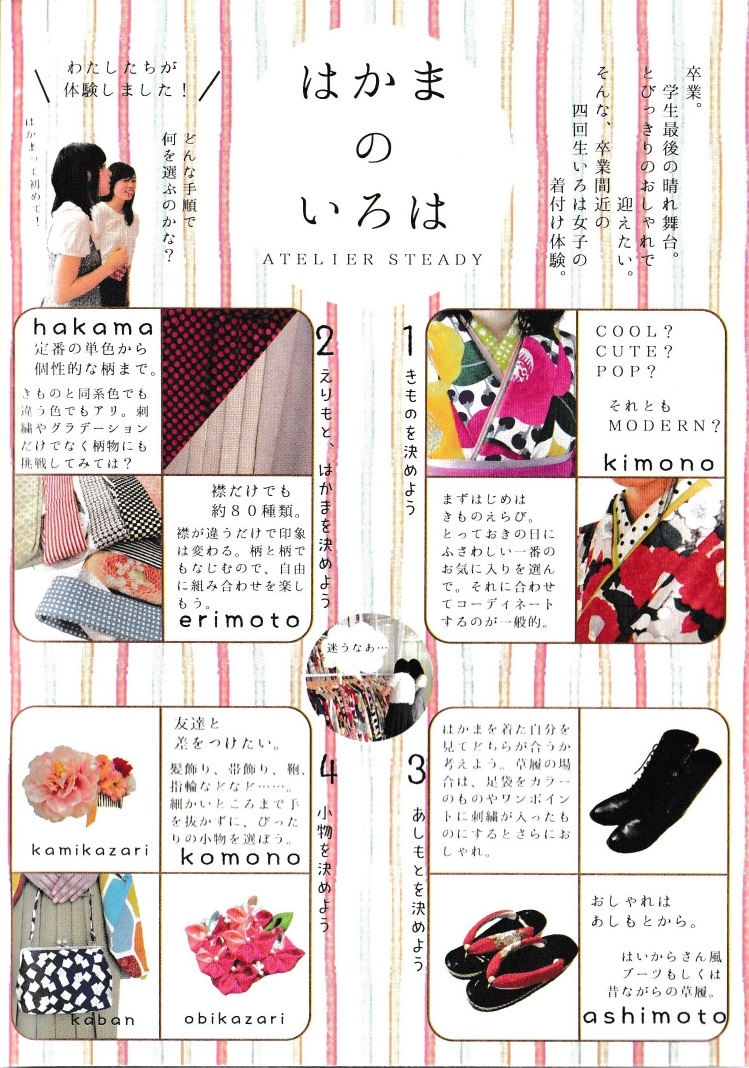 はかま
の
いろは
ATELIER STEADY
卒業。
学生最後の晴れ舞台。
とびっきりのおしゃれで
迎えたい。
そんな、卒業間近の
四回生いろは女子の
着付け体験。
わたしたちが
体験しました！
どんな手順で
何を選ぶのかな？
はかまって初めて！
1 きものを決めよう
COOL?
CUTE?
POP?
それとも
MODERN?
kimono
まずはじめは
きものえらび。
とっておきの日に
ふさわしい一番の
お気に入りを選ん
で。それに合わせ
てコーディネート
するのが一般的。
2 えりもと、はかまを決めよう
hakama
定番の単色から
個性的な柄まで。
きものと同系色でも
違う色でもアリ。刺
繍やグラデーション
だけでなく柄物にも
挑戦してみては？
襟だけでも
約80種類。
襟が違うだけで印象
は変わる。柄と柄で
もなじむので、自由
に組み合わせを楽し
もう。
erimoto
迷うなあ…
3 あしもとを決めよう
はかまを着た自分を
見てどちらが合うか
考えよう。草履の場
合は、足袋をカラー
のものやワンポイン
トに刺繍が入ったも
のにするとさらにお
しゃれ。
おしゃれは
あしもとから。
はいからさん風
ブーツもしくは
昔ながらの草履。
ashimoto
4 小物を決めよう
友達と
差をつけたい。
髪飾り、帯飾り、鞄、
指輪などなど……。
細かいところまで手
を抜かずに、ぴった
りの小物を選ぼう。
komono
kamikazari
kaban
obikazari